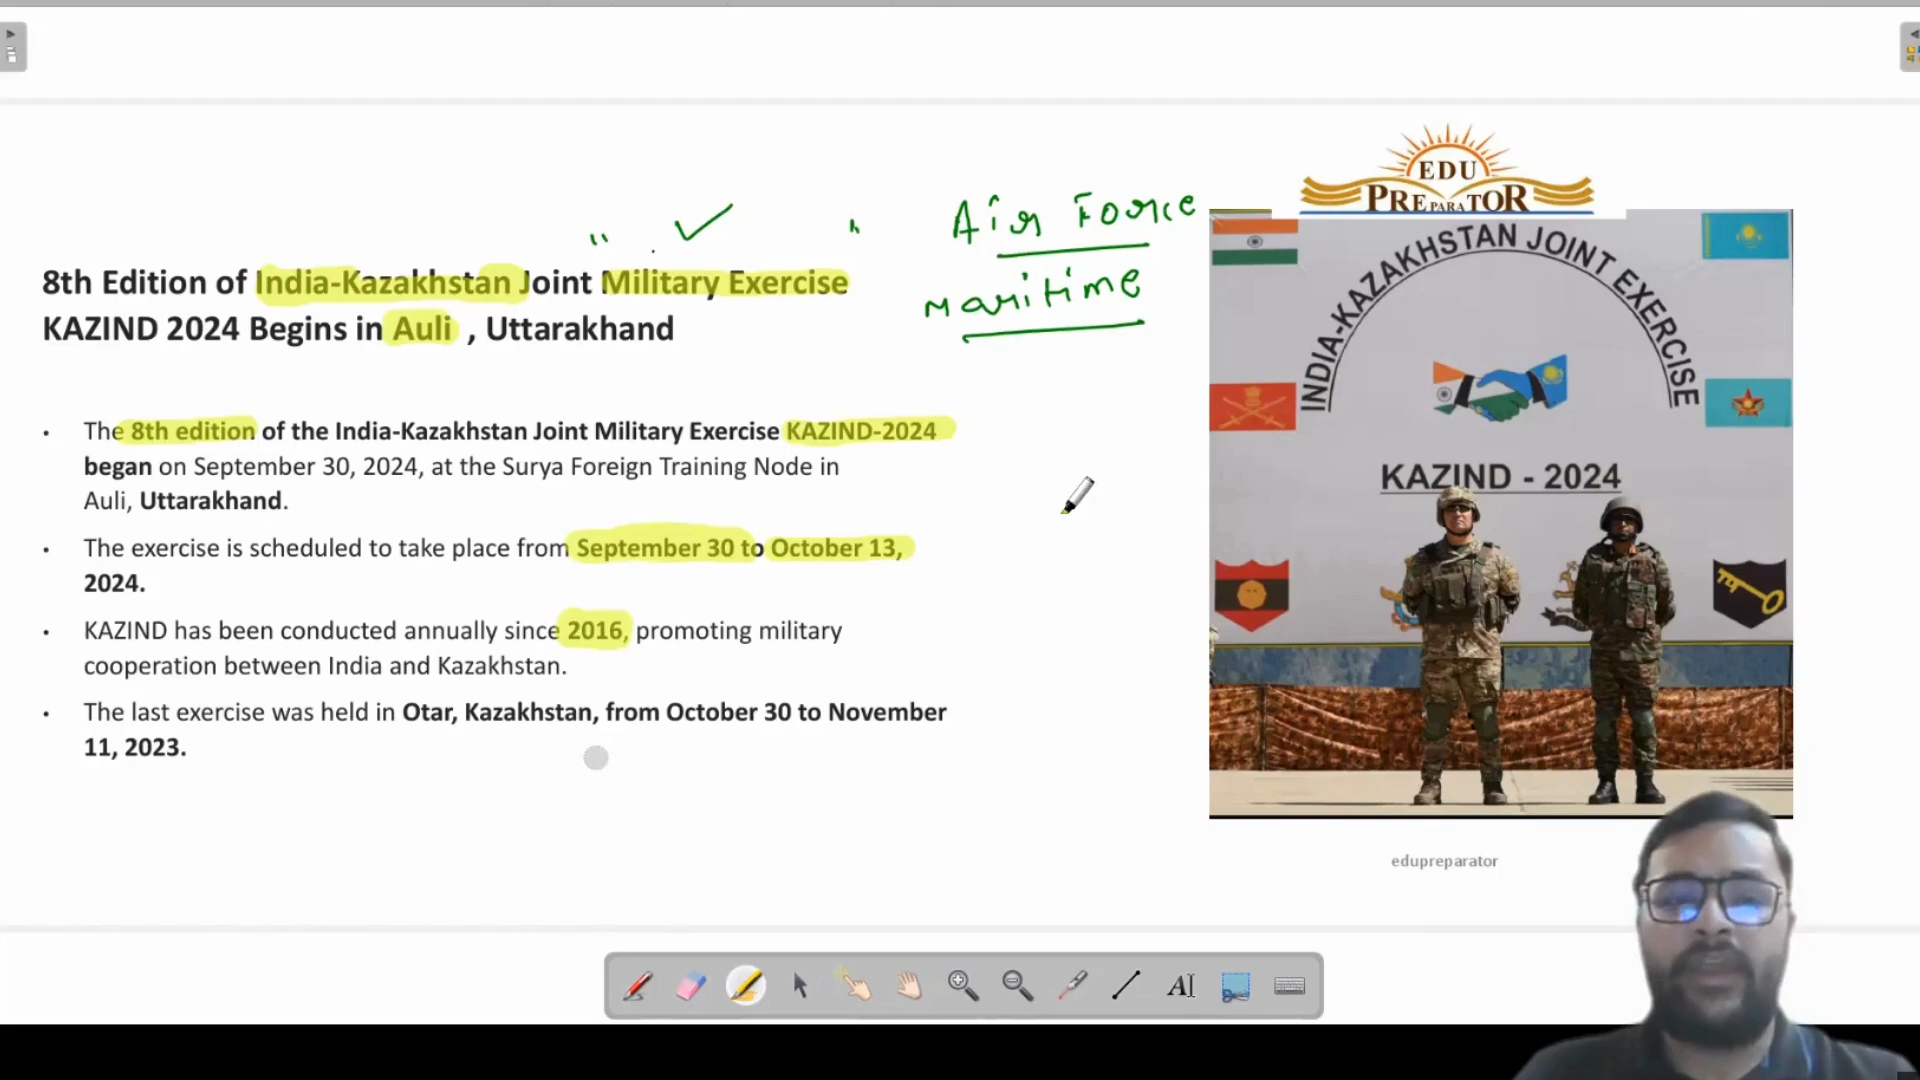 EDU
PREPARATOR
Air Force
maritime
8th Edition of India-Kazakhstan Joint Military Exercise
KAZIND 2024 Begins in Auli , Uttarakhand
• The 8th edition of the India-Kazakhstan Joint Military Exercise KAZIND-2024
began on September 30, 2024, at the Surya Foreign Training Node in
Auli, Uttarakhand.
• The exercise is scheduled to take place from September 30 to October 13,
2024.
• KAZIND has been conducted annually since 2016, promoting military
cooperation between India and Kazakhstan.
• The last exercise was held in Otar, Kazakhstan, from October 30 to November
11, 2023.
INDIA-KAZAKHSTAN JOINT EXERCISE
KAZIND - 2024
edupreparator
AI